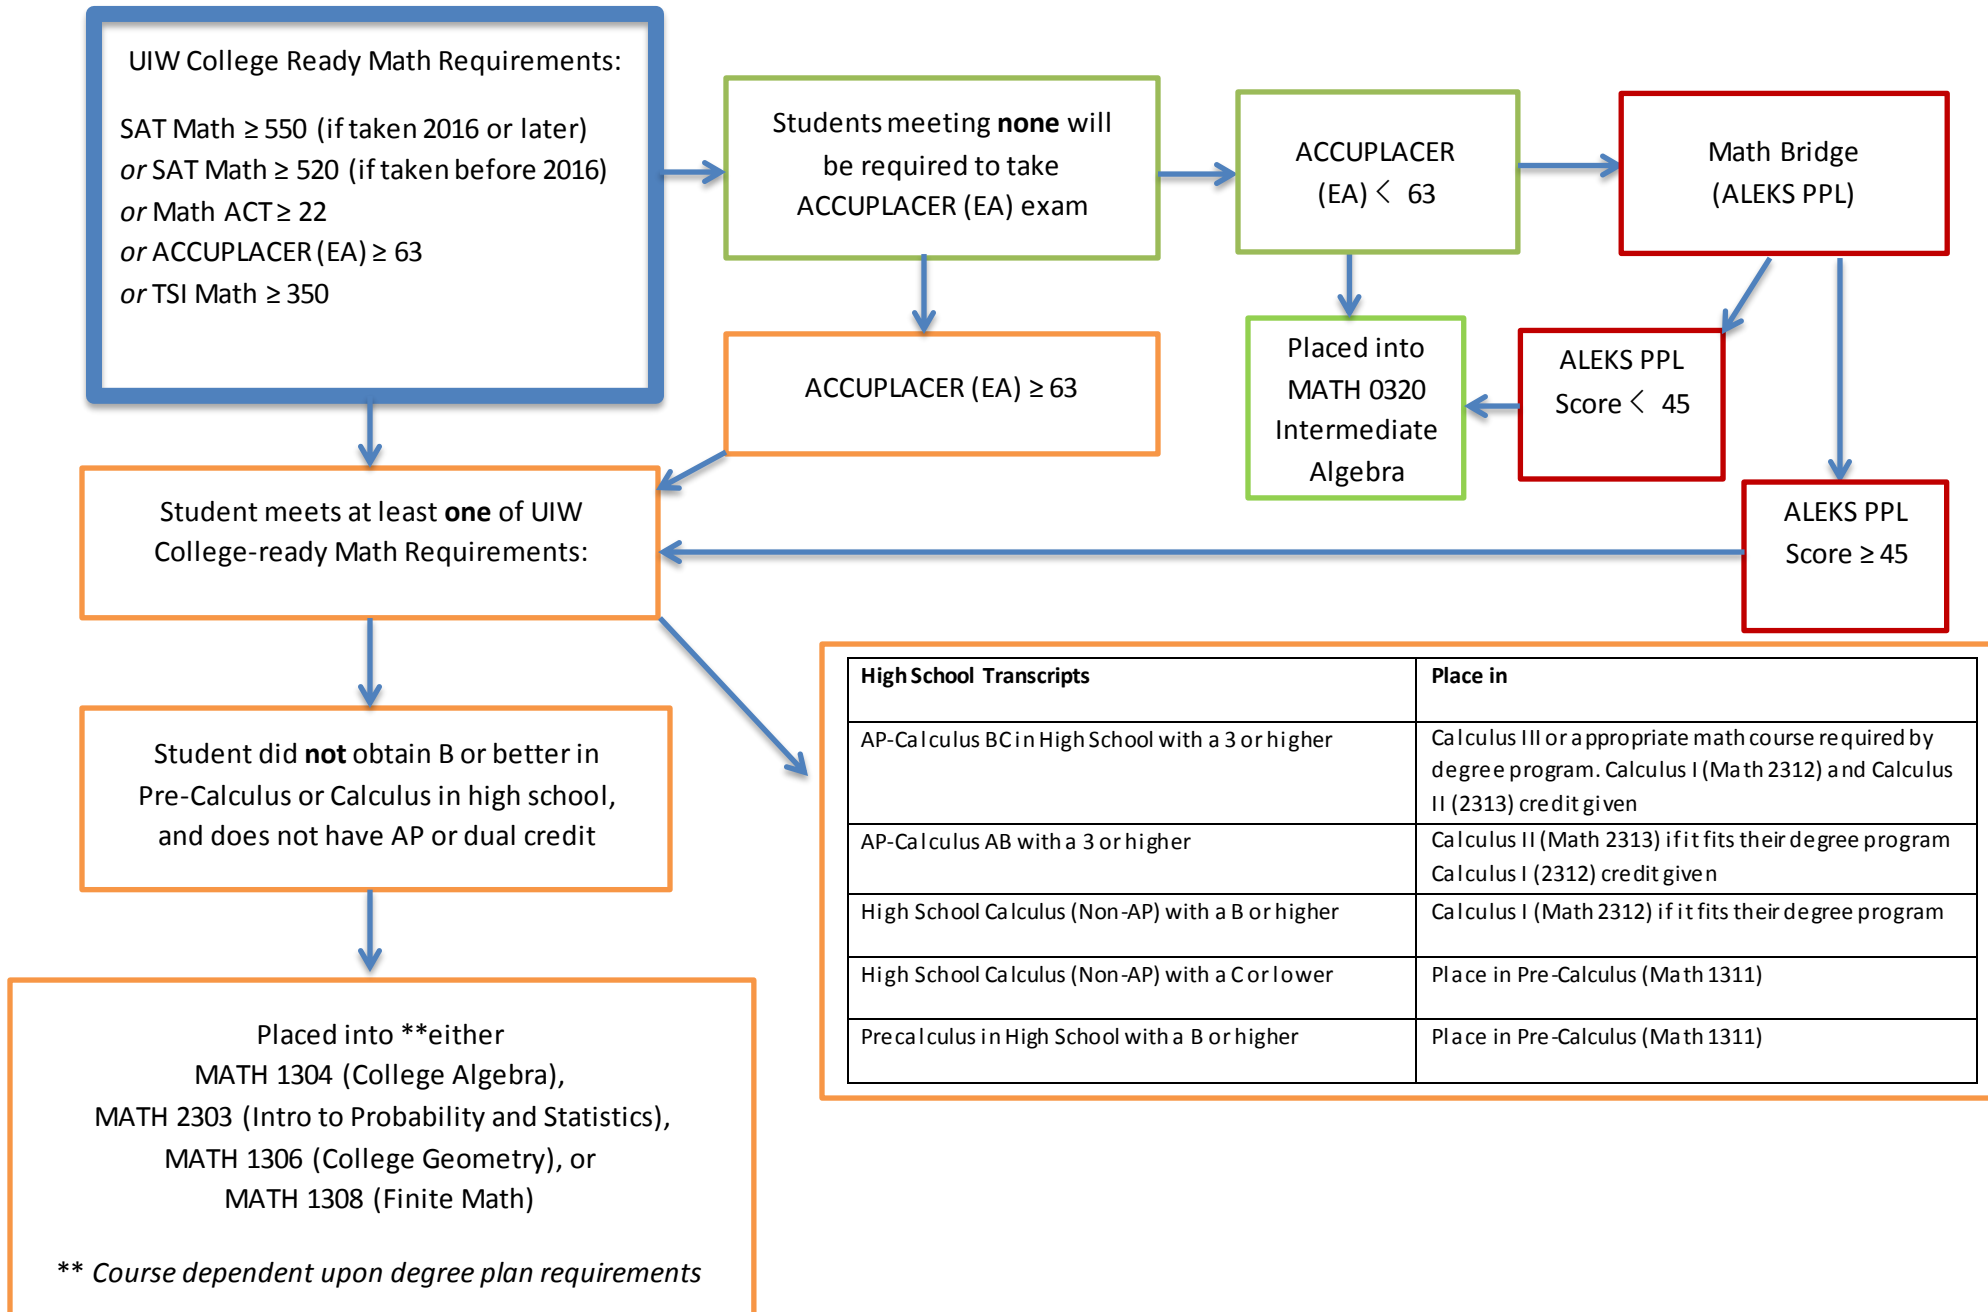 UIW College Ready Math Requirements:
SAT Math ≥ 550 (if taken 2016 or later)
or SAT Math ≥ 520 (if taken before 2016)
or Math ACT ≥ 22
or ACCUPLACER (EA) ≥ 63
or TSI Math ≥ 350
Students meeting none will
be required to take
ACCUPLACER (EA) exam
ACCUPLACER
(EA) < 63
Math Bridge
(ALEKS PPL)
ACCUPLACER (EA) ≥ 63
Placed into
MATH 0320
Intermediate
Algebra
ALEKS PPL
Score < 45
ALEKS PPL
Score ≥ 45
Student meets at least one of UIW
College-ready Math Requirements:
Student did not obtain B or better in
Pre-Calculus or Calculus in high school,
and does not have AP or dual credit
Placed into **either
MATH 1304 (College Algebra),
MATH 2303 (Intro to Probability and Statistics),
MATH 1306 (College Geometry), or
MATH 1308 (Finite Math)
** Course dependent upon degree plan requirements
High School Transcripts
Place in
AP-Calculus BC in High School with a 3 or higher
Calculus III or appropriate math course required by
degree program. Calculus I (Math 2312) and Calculus
II (2313) credit given
AP-Calculus AB with a 3 or higher
Calculus II (Math 2313) if it fits their degree program
Calculus I (2312) credit given
High School Calculus (Non-AP) with a B or higher
Calculus I (Math 2312) if it fits their degree program
High School Calculus (Non-AP) with a C or lower
Place in Pre-Calculus (Math 1311)
Precalculus in High School with a B or higher
Place in Pre-Calculus (Math 1311)